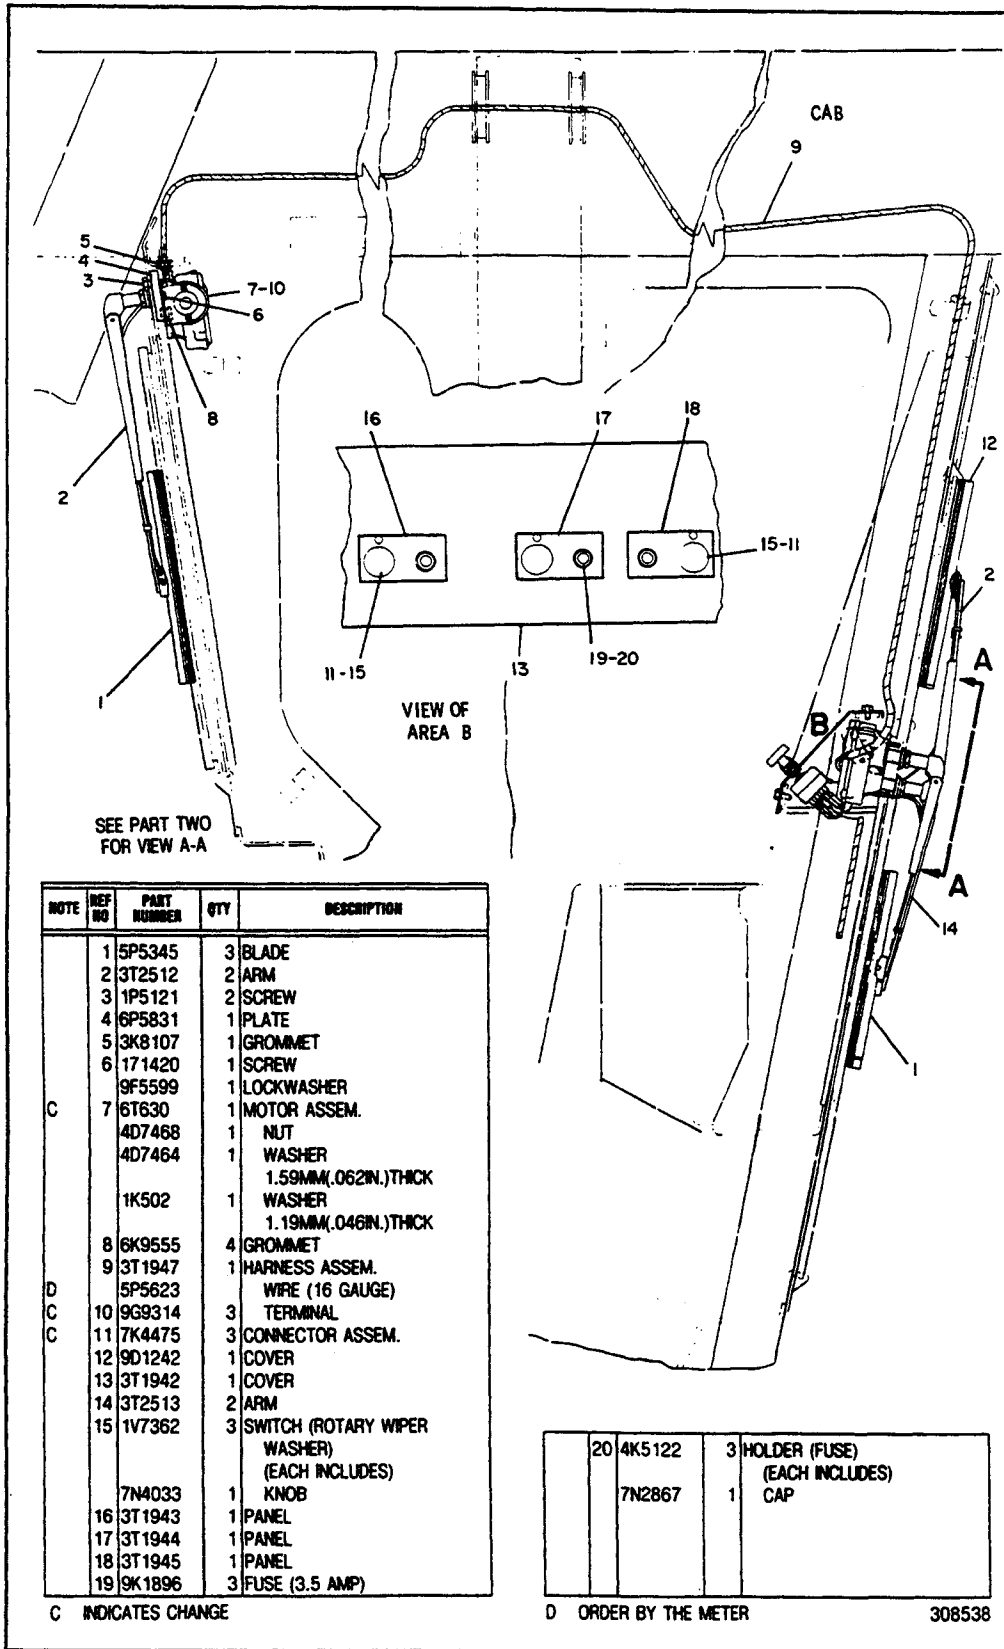 CAB
9
5
4
3
7-10
6
8
2
16
17
18
12
15-11
2
1
11-15
13
19-20
A
VIEW OF
AREA B
B
SEE PART TWO
FOR VIEW A-A
A
14
1
NOTE REF NO PART NUMBER QTY DESCRIPTION
1 5P5345 3 BLADE
2 3T2512 2 ARM
3 1P5121 2 SCREW
4 6P5831 1 PLATE
5 3K8107 1 GROMMET
6 171420 1 SCREW
9F5599 1 LOCKWASHER
C 7 6T630 1 MOTOR ASSEM.
4D7468 1 NUT
4D7464 1 WASHER
1.59MM(.062IN.)THICK
1K502 1 WASHER
1.19MM(.046IN.)THICK
8 6K9555 4 GROMMET
9 3T1947 1 HARNESS ASSEM.
D 5P5623 WIRE (16 GAUGE)
C 10 9G9314 3 TERMINAL
C 11 7K4475 3 CONNECTOR ASSEM.
12 9D1242 1 COVER
13 3T1942 1 COVER
14 3T2513 2 ARM
15 1V7362 3 SWITCH (ROTARY WIPER
WASHER)
(EACH INCLUDES)
7N4033 1 KNOB
16 3T1943 1 PANEL
17 3T1944 1 PANEL
18 3T1945 1 PANEL
19 9K1896 3 FUSE (3.5 AMP)
20 4K5122 3 HOLDER (FUSE)
(EACH INCLUDES)
7N2867 1 CAP
C INDICATES CHANGE
D ORDER BY THE METER
308538